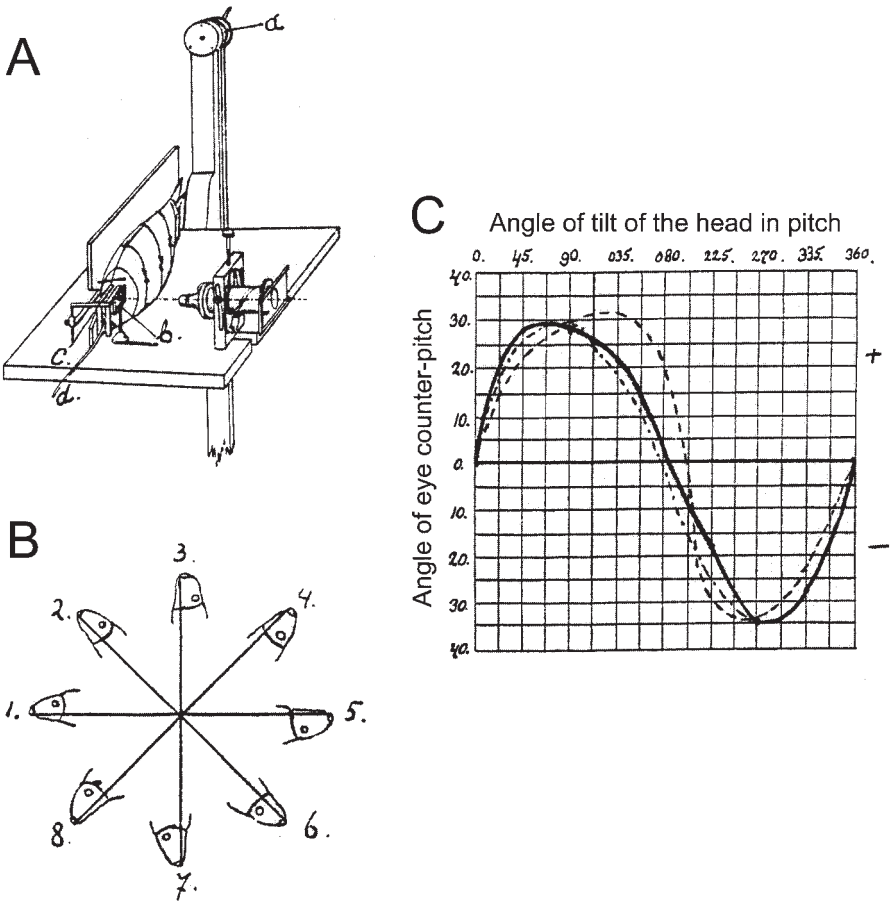 A
a.
b.
c.
d.
B
1.
2.
3.
4.
5.
6.
7.
8.
C
Angle of tilt of the head in pitch
0. 45. 90. 035. 080. 225. 270. 335. 360.
Angle of eye counter-pitch
40.
30.
20.
10.
0.
10.
20.
30.
40.
+
−